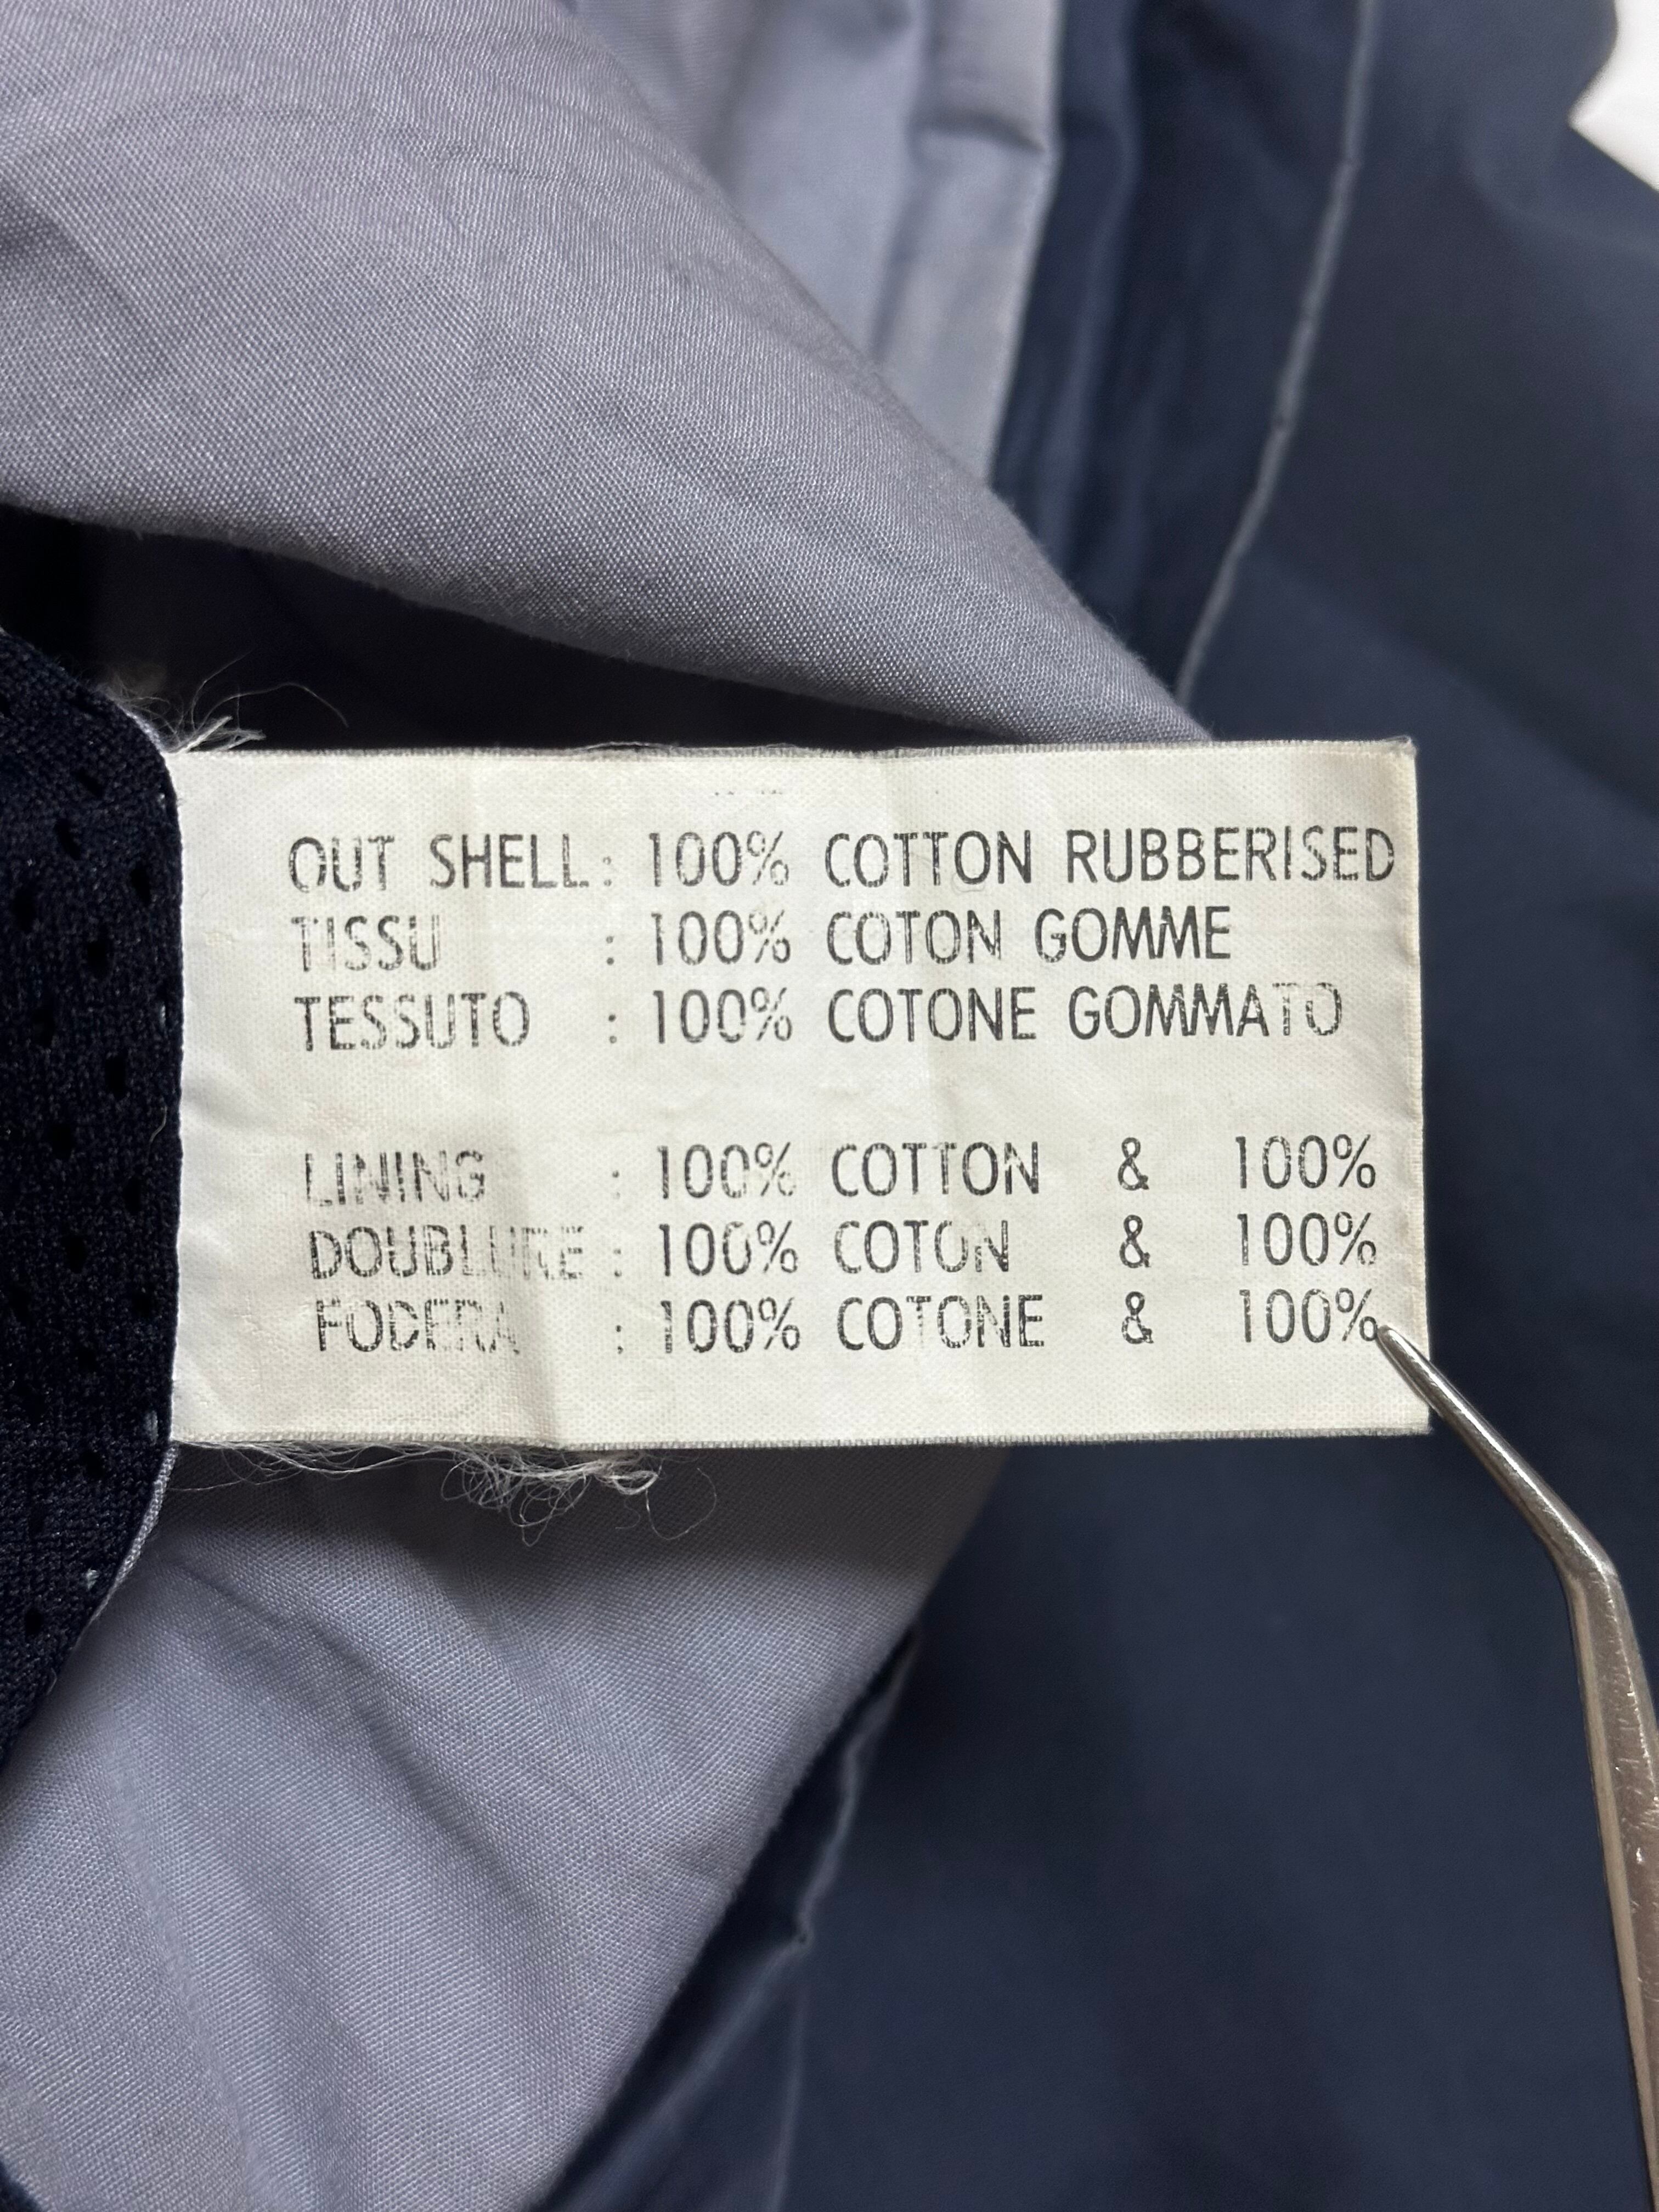 OUT SHELL: 100% COTTON RUBBERISED
TISSU : 100% COTON GOMME
TESSUTO : 100% COTONE GOMMATO
LINING : 100% COTTON & 100%
DOUBLURE : 100% COTON & 100%
FODERA : 100% COTONE & 100%